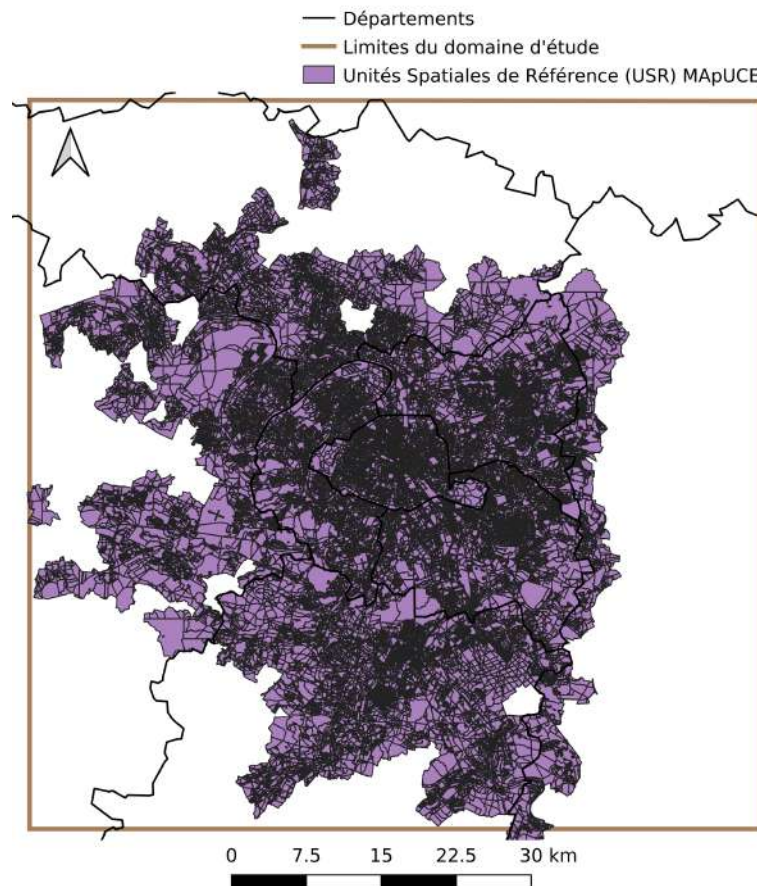 Départements
Limites du domaine d'étude
Unités Spatiales de Référence (USR) MApUCE
0 7.5 15 22.5 30 km